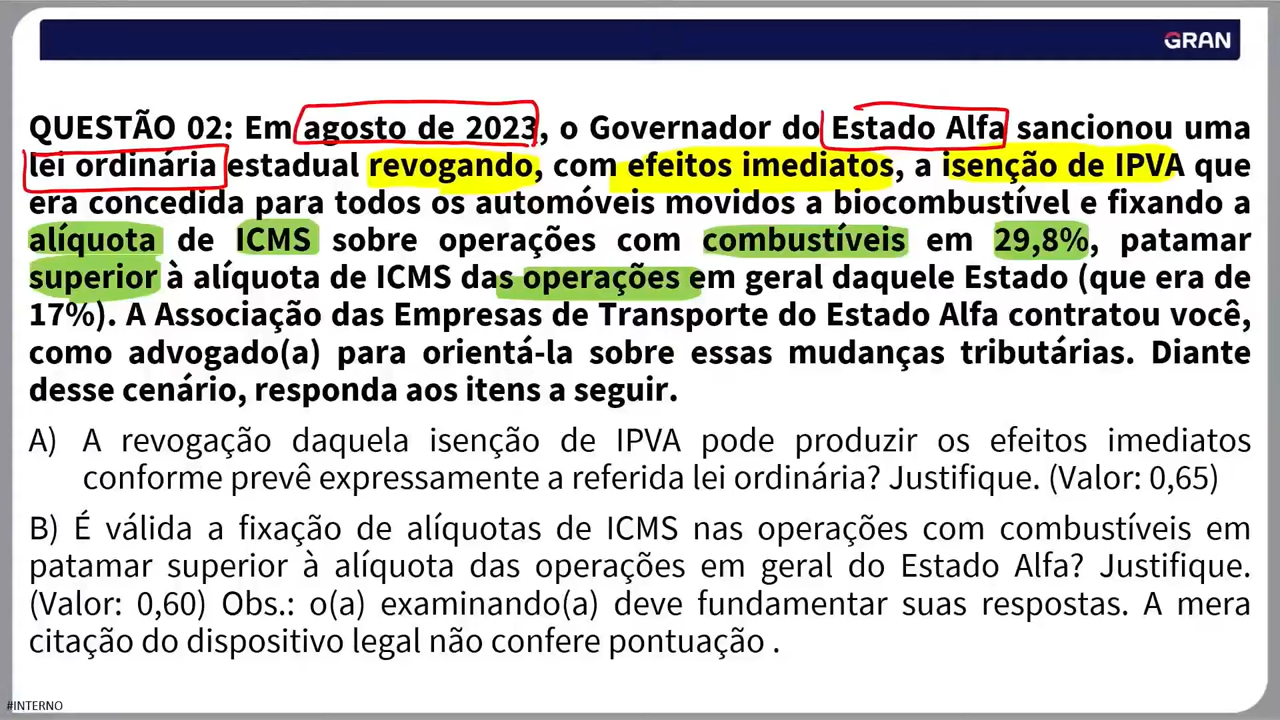 GRAN
QUESTÃO 02: Em agosto de 2023, o Governador do Estado Alfa sancionou uma
lei ordinária estadual revogando, com efeitos imediatos, a isenção de IPVA que
era concedida para todos os automóveis movidos a biocombustível e fixando a
alíquota de ICMS sobre operações com combustíveis em 29,8%, patamar
superior à alíquota de ICMS das operações em geral daquele Estado (que era de
17%). A Associação das Empresas de Transporte do Estado Alfa contratou você,
como advogado(a) para orientá-la sobre essas mudanças tributárias. Diante
desse cenário, responda aos itens a seguir.
A) A revogação daquela isenção de IPVA pode produzir os efeitos imediatos
conforme prevê expressamente a referida lei ordinária? Justifique. (Valor: 0,65)
B) É válida a fixação de alíquotas de ICMS nas operações com combustíveis em
patamar superior à alíquota das operações em geral do Estado Alfa? Justifique.
(Valor: 0,60) Obs.: o(a) examinando(a) deve fundamentar suas respostas. A mera
citação do dispositivo legal não confere pontuação .
#INTERNO